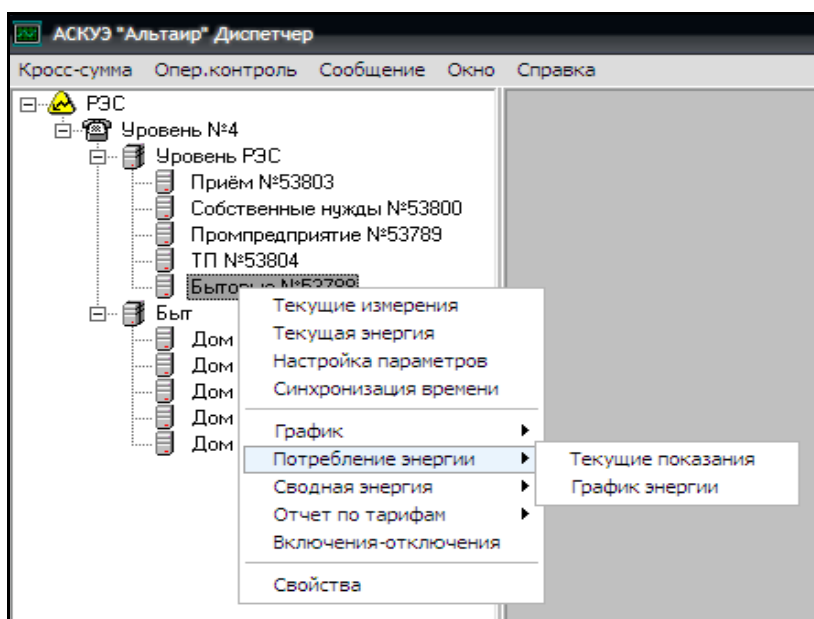 АСКУЭ "Альтаир" Диспетчер
Кросс-сумма Опер.контроль Сообщение Окно Справка
РЭС
Уровень №4
Уровень РЭС
Приём №53803
Собственные нужды №53800
Промпредприятие №53789
ТП №53804
Бытовые №53799
Быт
Дом
Дом
Дом
Дом
Дом
Текущие измерения
Текущая энергия
Настройка параметров
Синхронизация времени
График
Потребление энергии
Сводная энергия
Отчет по тарифам
Включения-отключения
Свойства
Текущие показания
График энергии